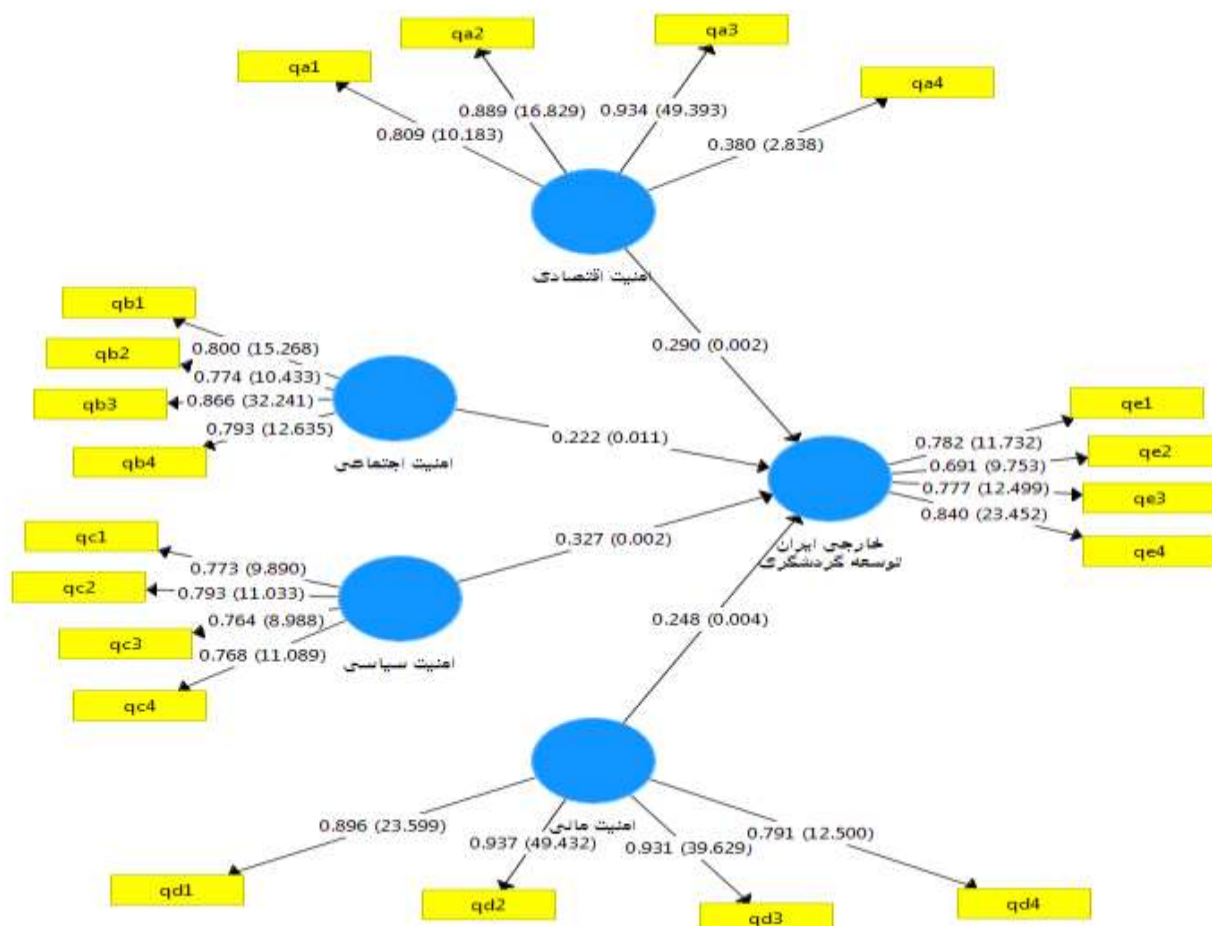 qa2
qa3
qa1
qa4
0.889 (16.829)
0.934 (49.393)
0.809 (10.183)
0.380 (2.838)
امنیت اقتصادی
0.290 (0.002)
qb1
qb2
qb3
qb4
0.800 (15.268)
0.774 (10.433)
0.866 (32.241)
0.793 (12.635)
امنیت اجتماعی
0.222 (0.011)
qe1
qe2
qe3
qe4
0.782 (11.732)
0.691 (9.753)
0.777 (12.499)
0.840 (23.452)
خارجی ایران
توسعه گردشگری
qc1
qc2
qc3
qc4
0.773 (9.890)
0.793 (11.033)
0.764 (8.988)
0.768 (11.089)
امنیت سیاسی
0.327 (0.002)
0.248 (0.004)
امنیت مالی
0.896 (23.599)
0.937 (49.432)
0.931 (39.629)
0.791 (12.500)
qd1
qd2
qd3
qd4